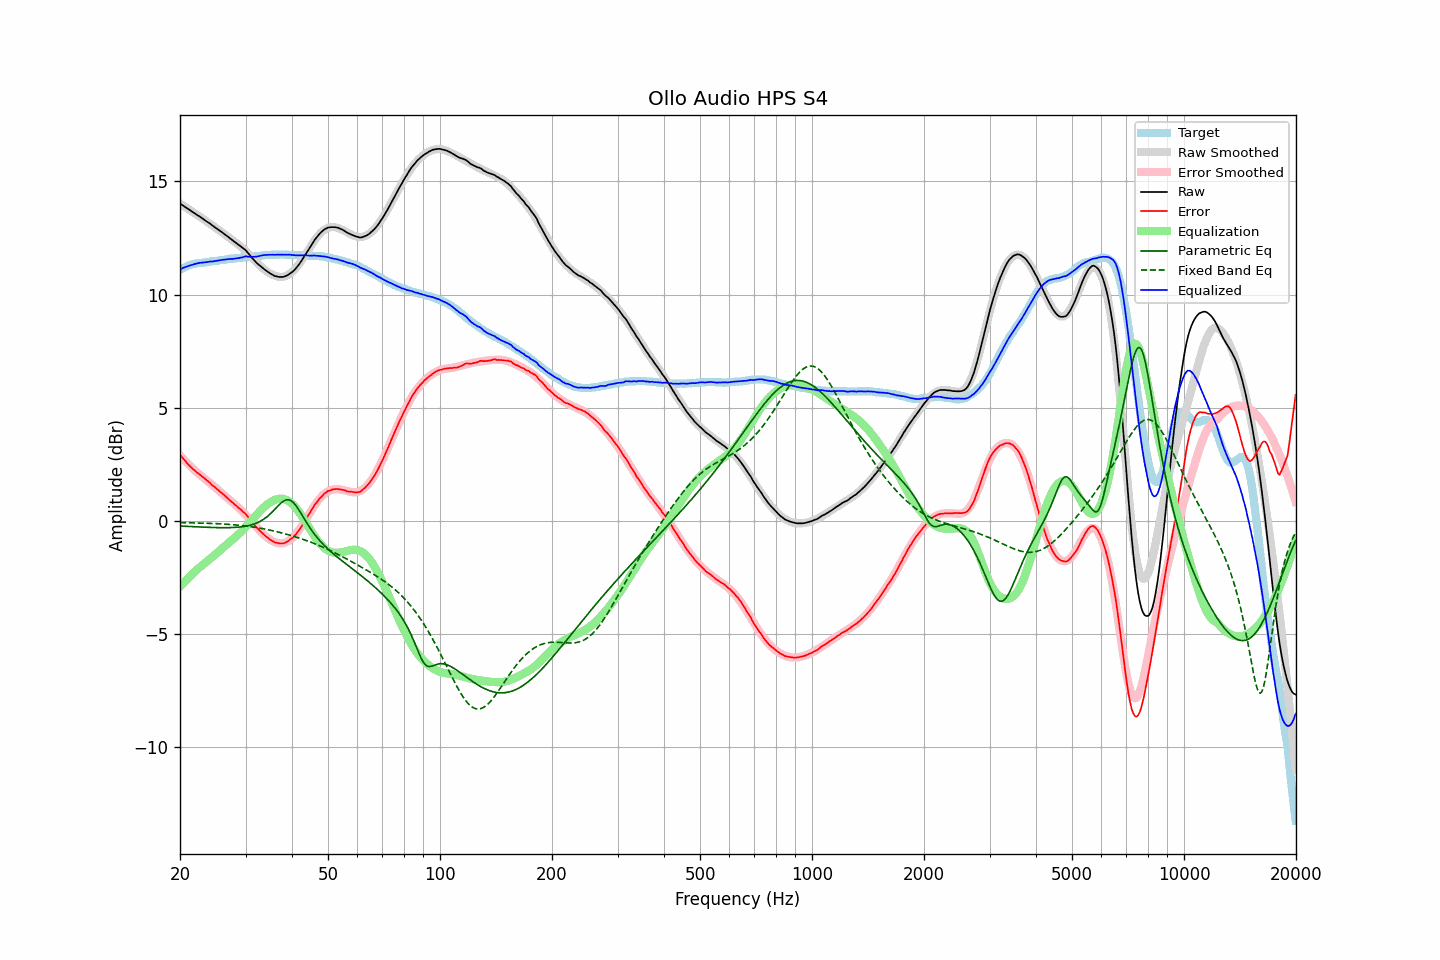 Ollo Audio HPS S4
Target
Raw Smoothed
Error Smoothed
Raw
Error
Equalization
Parametric Eq
Fixed Band Eq
Equalized
Amplitude (dBr)
15
10
5
0
−5
−10
20 50 100 200 500 1000 2000 5000 10000 20000
Frequency (Hz)